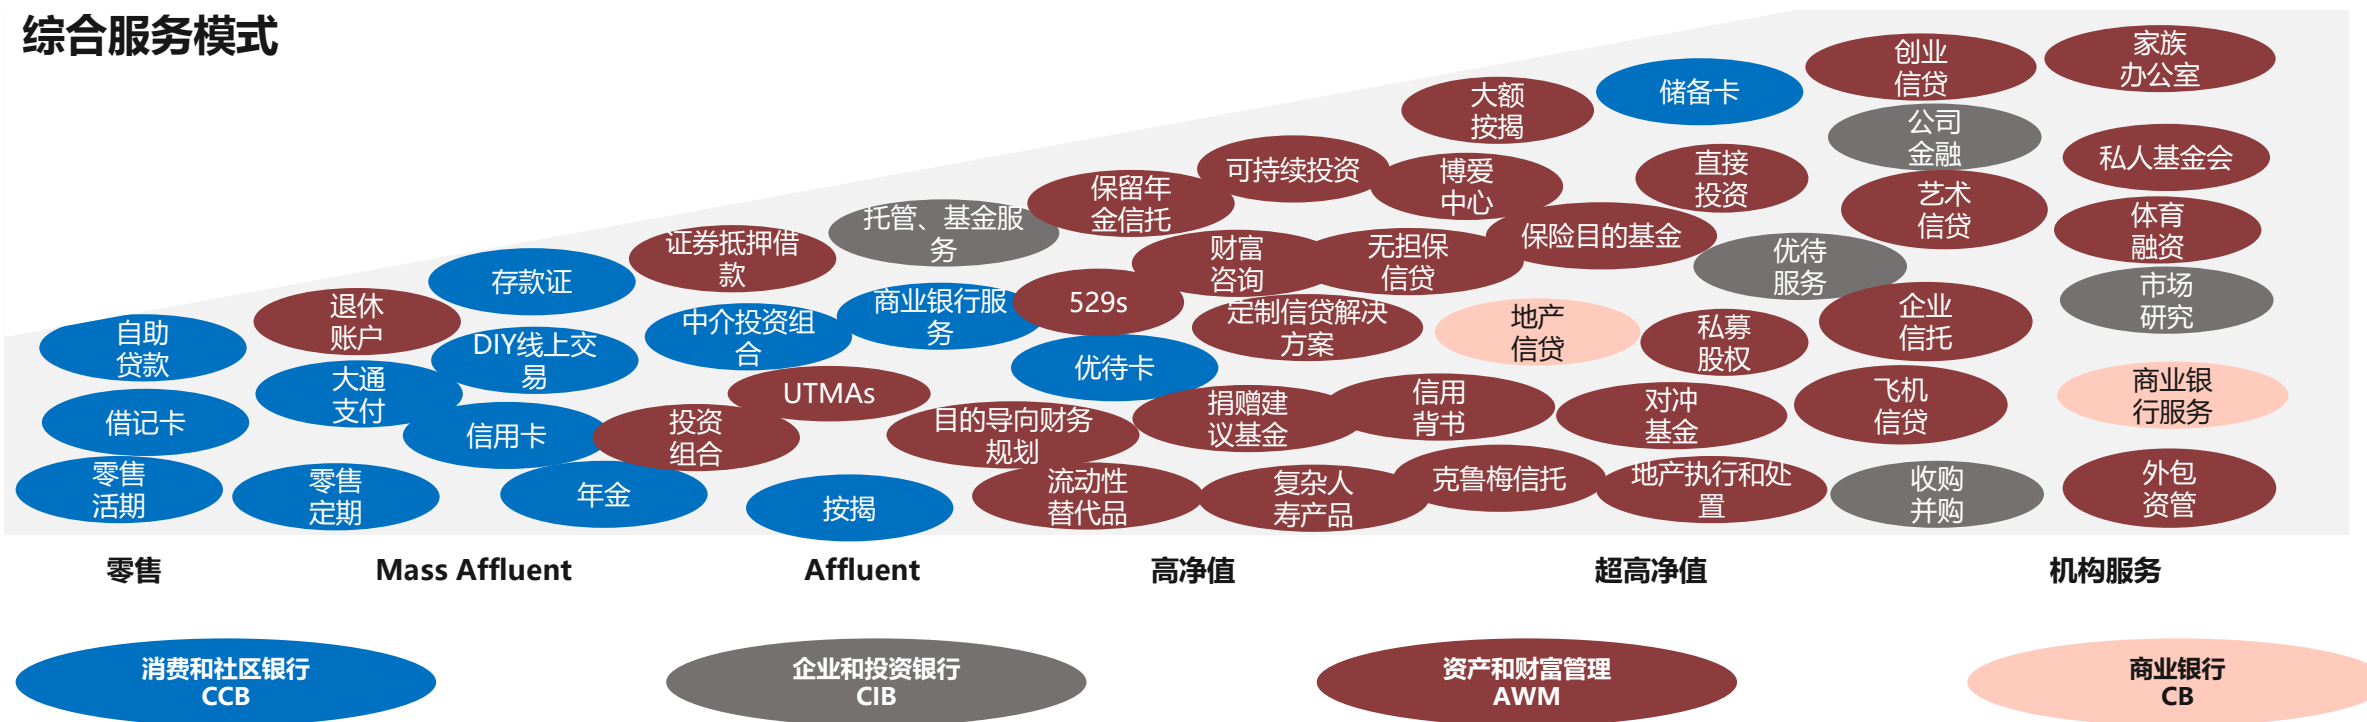 综合服务模式
自助
贷款
借记卡
零售
活期
退休
账户
大通
支付
零售
定期
存款证
DIY线上交
易
信用卡
年金
证券抵押借
款
中介投资组
合
UTMAs
投资
组合
按揭
托管、基金服
务
商业银行服
务
目的导向财务
规划
流动性
替代品
保留年
金信托
529s
优待卡
可持续投资
财富
咨询
定制信贷解决
方案
捐赠建
议基金
复杂人
寿产品
大额
按揭
博爱
中心
无担保
信贷
信用
背书
克鲁梅信托
储备卡
直接
投资
保险目的基金
地产
信贷
对冲
基金
地产执行和处
置
优待
服务
私募
股权
创业
信贷
公司
金融
艺术
信贷
企业
信托
飞机
信贷
收购
并购
家族
办公室
私人基金会
体育
融资
市场
研究
商业银
行服务
外包
资管
零售
Mass Affluent
Affluent
高净值
超高净值
机构服务
消费和社区银行
CCB
企业和投资银行
CIB
资产和财富管理
AWM
商业银行
CB